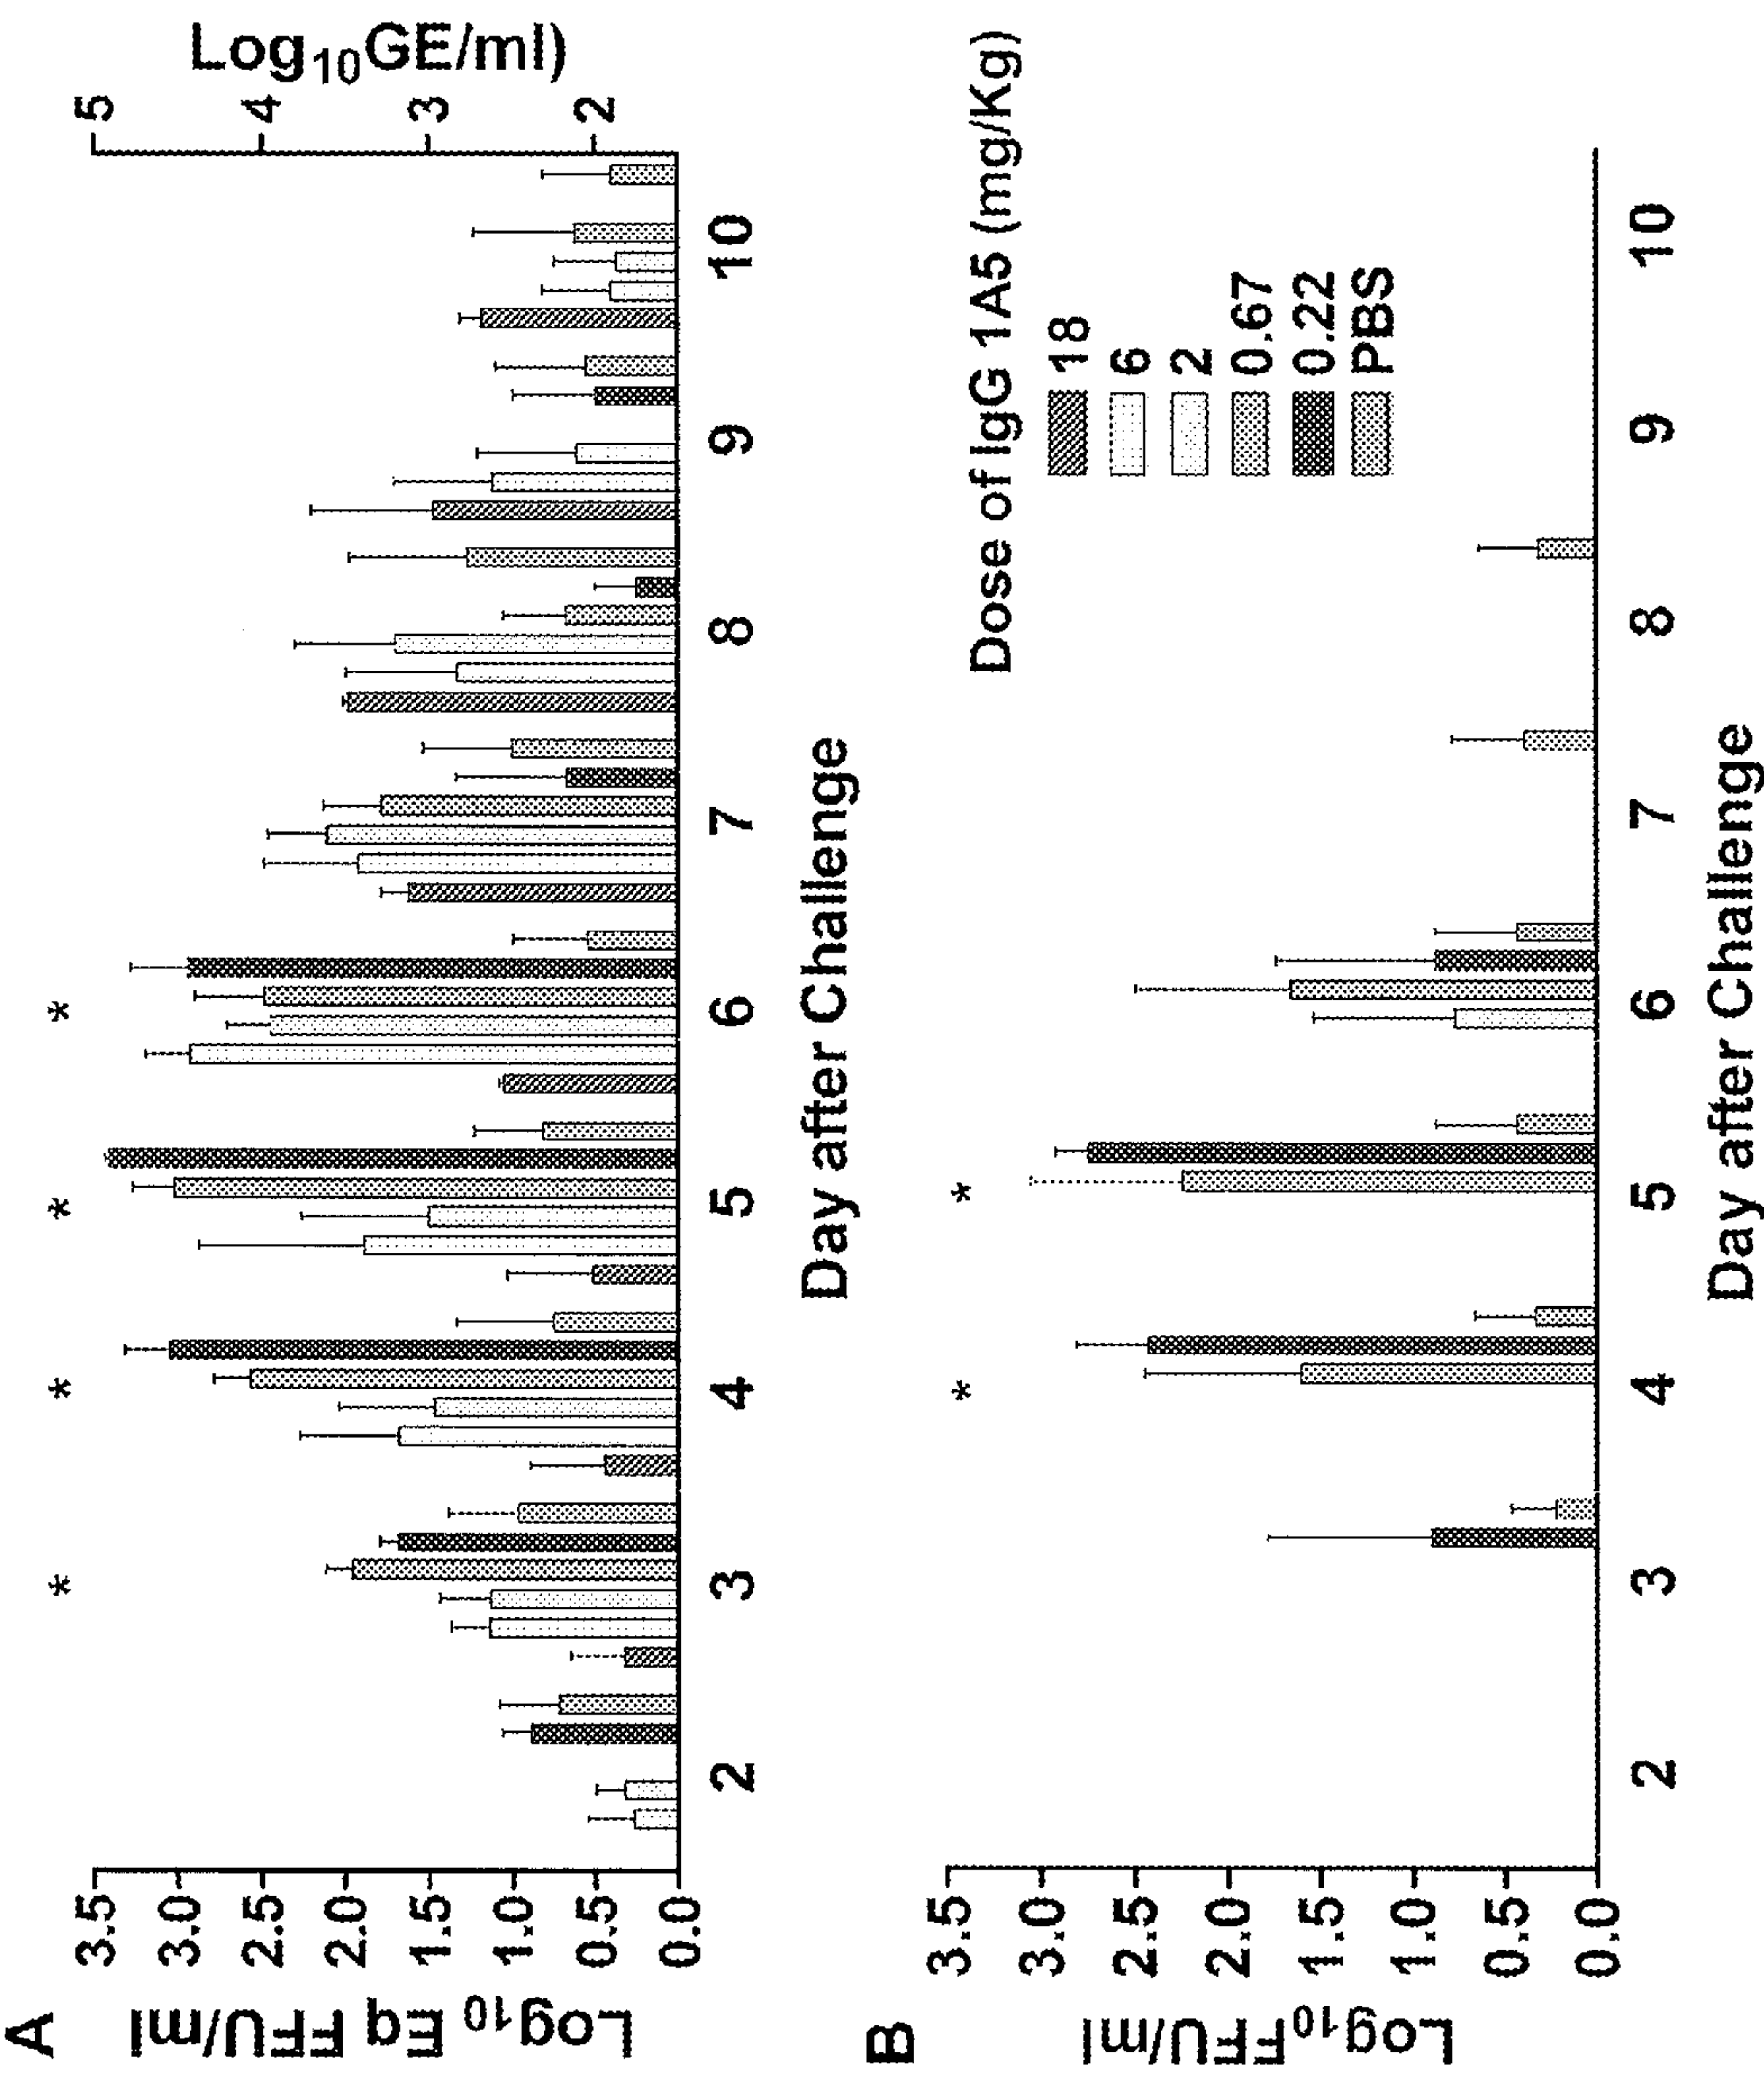 A
Log10 Eq FFU/ml
3.5
3.0
2.5
2.0
1.5
1.0
0.5
0.0
* * * *
Log10GE/ml)
5
4
3
2
2 3 4 5 6 7 8 9 10
Day after Challenge
B
Log10FFU/ml
3.5
3.0
2.5
2.0
1.5
1.0
0.5
0.0
* *
Dose of IgG 1A5 (mg/Kg)
18
6
2
0.67
0.22
PBS
2 3 4 5 6 7 8 9 10
Day after Challenge